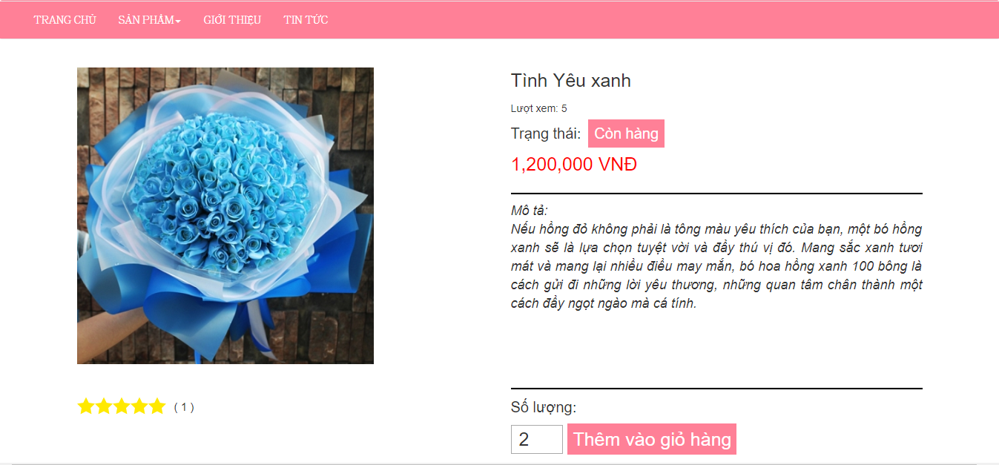 TRANG CHỦ SẢN PHẨM GIỚI THIỆU TIN TỨC
Tình Yêu xanh
Lượt xem: 5
Trạng thái: Còn hàng
1,200,000 VNĐ
Mô tả:
Nếu hồng đỏ không phải là tông màu yêu thích của bạn, một bó hồng
xanh sẽ là lựa chọn tuyệt vời và đầy thú vị đó. Mang sắc xanh tươi
mát và mang lại nhiều điều may mắn, bó hoa hồng xanh 100 bông là
cách gửi đi những lời yêu thương, những quan tâm chân thành một
cách đầy ngọt ngào mà cá tính.
( 1 )
Số lượng:
2 Thêm vào giỏ hàng